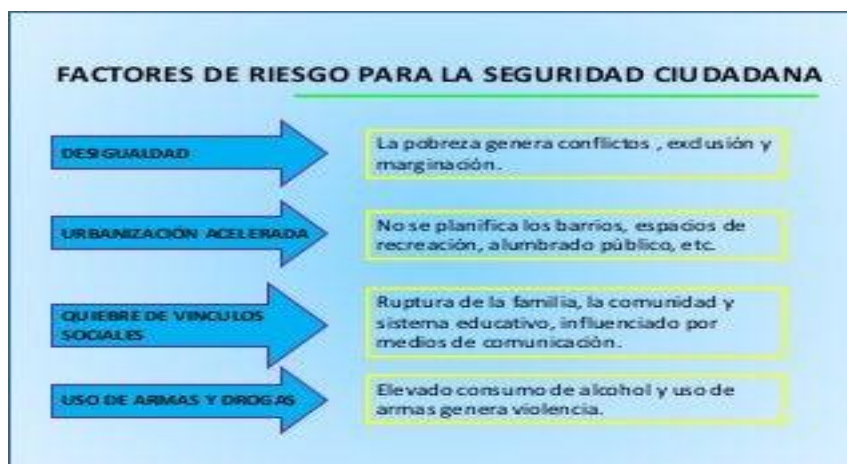 FACTORES DE RIESGO PARA LA SEGURIDAD CIUDADANA
DESIGUALDAD
La pobreza genera conflictos , exclusión y
marginación.
URBANIZACIÓN ACELERADA
No se planifica los barrios, espacios de
recreación, alumbrado público, etc.
QUIEBRE DE VINCULOS
SOCIALES
Ruptura de la familia, la comunidad y
sistema educativo, influenciado por
medios de comunicación.
USO DE ARMAS Y DROGAS
Elevado consumo de alcohol y uso de
armas genera violencia.